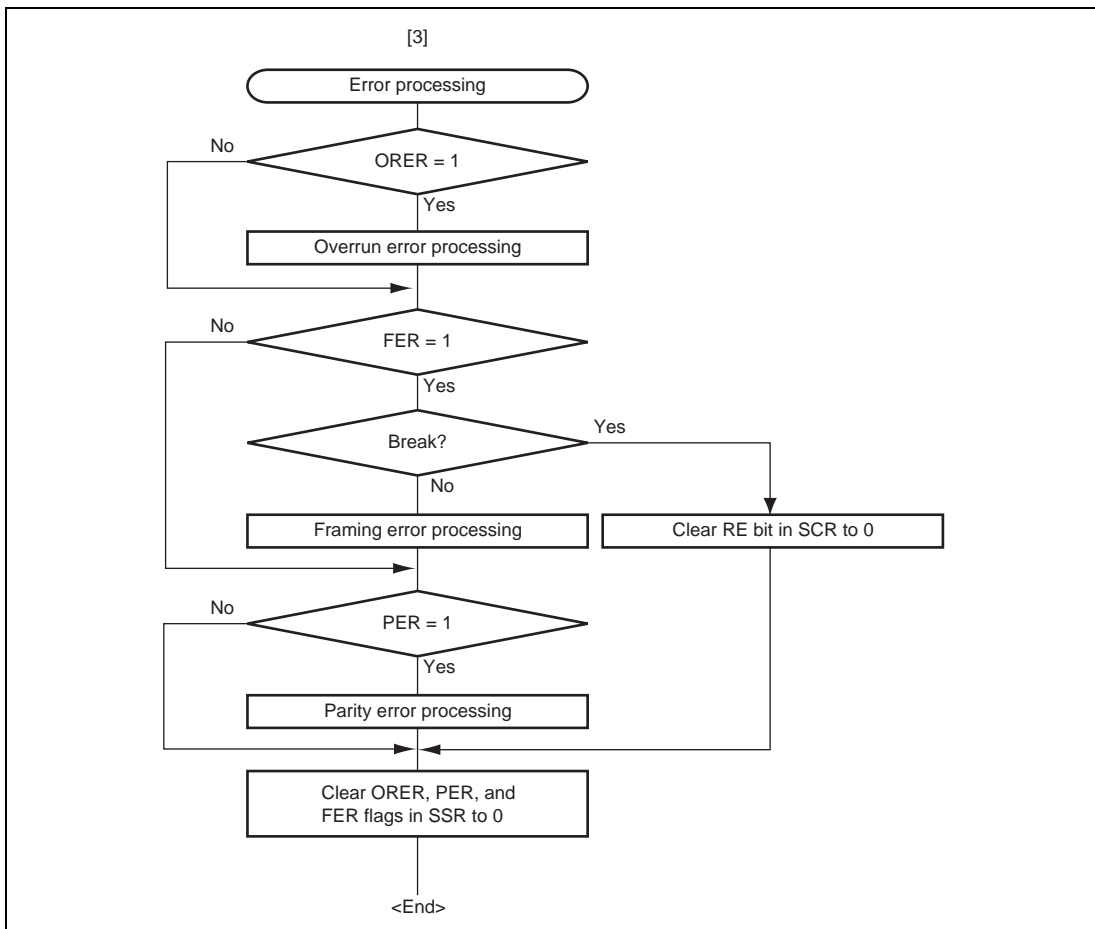 [3]
Error processing
No
ORER = 1
Yes
Overrun error processing
No
FER = 1
Yes
Break?
Yes
No
Framing error processing
Clear RE bit in SCR to 0
No
PER = 1
Yes
Parity error processing
Clear ORER, PER, and
FER flags in SSR to 0
<End>